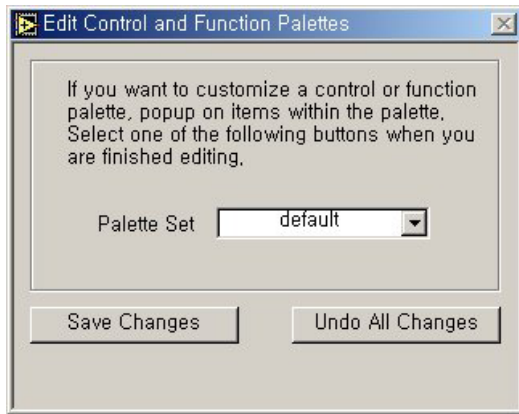 Edit Control and Function Palettes
If you want to customize a control or function
palette, popup on items within the palette,
Select one of the following buttons when you
are finished editing,
Palette Set
default
Save Changes
Undo All Changes